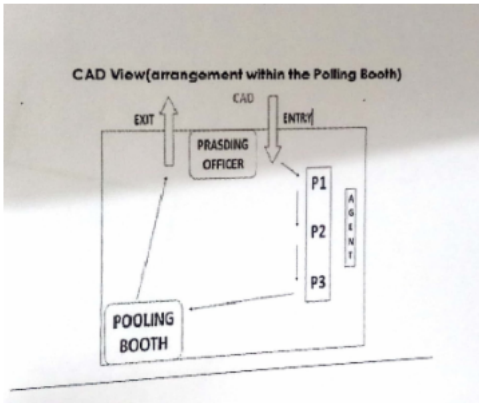 CAD View(arrangement within the Polling Booth)
CAD
EXIT
ENTRY
PRASDING
OFFICER
P1
P2
P3
A
G
E
N
T
POOLING
BOOTH